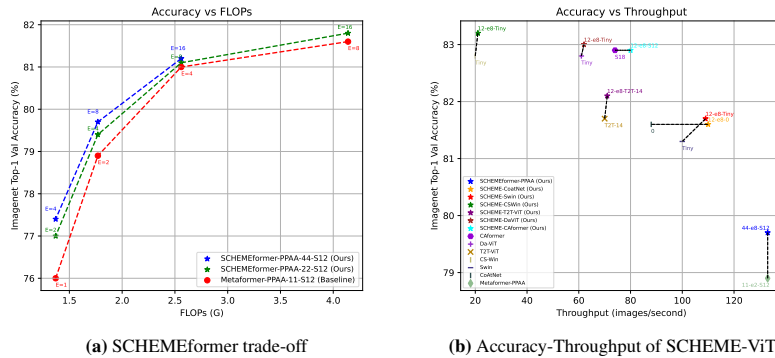 Accuracy vs FLOPs
Imagenet Top-1 Val Accuracy (%)
82
81
80
79
78
77
76
E=16
E=8
E=16
E=4
E=8
E=8
E=2
E=4
E=2
E=1
SCHEMEformer-PPAA-44-S12 (Ours)
SCHEMEformer-PPAA-22-S12 (Ours)
Metaformer-PPAA-11-S12 (Baseline)
1.5 2.0 2.5 3.0 3.5 4.0
FLOPs (G)
(a) SCHEMEformer trade-off
Accuracy vs Throughput
Imagenet Top-1 Val Accuracy (%)
83
82
81
80
79
12-e8-Tiny
Tiny
12-e8-Tiny
Tiny
S18
12-e8-T2T-14
T2T-14
12-e8-Tiny
0
Tiny
44-e8-S12
11-e2-S12
SCHEMEformer-PPAA (Ours)
SCHEME-CoatNet (Ours)
SCHEME-Swin (Ours)
SCHEME-CSWin (Ours)
SCHEME-T2T-ViT (Ours)
SCHEME-DaViT (Ours)
SCHEME-CAformer (Ours)
CAformer
Da-ViT
T2T-ViT
CS-Win
Swin
CoAtNet
Metaformer-PPAA
20 40 60 80 100 120
Throughput (images/second)
(b) Accuracy-Throughput of SCHEME-ViT